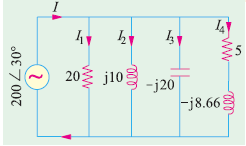 I
I₁ I₂ I₃ I₄
200 ∠ 30°
~
20
j10
–j20
5
–j8.66